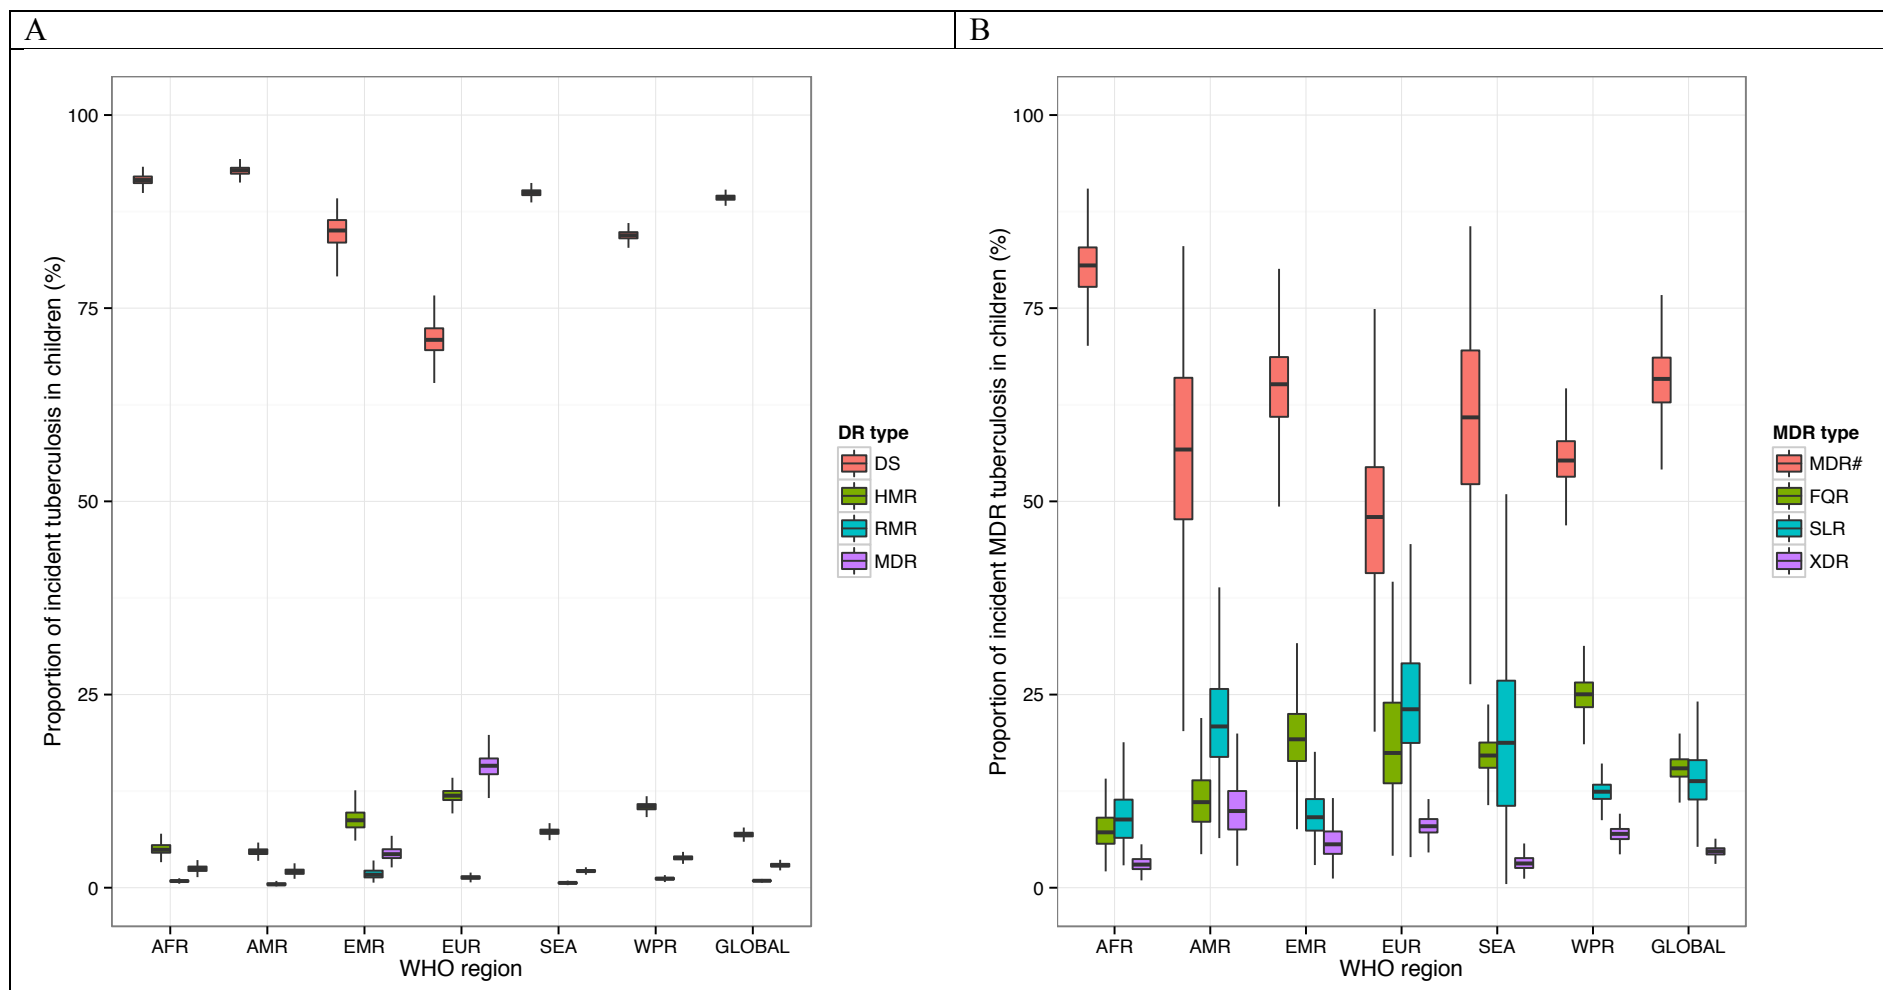 A
B
Proportion of incident tuberculosis in children (%)
100
75
50
25
0
AFR AMR EMR EUR SEA WPR GLOBAL
WHO region
DR type
DS
HMR
RMR
MDR
Proportion of incident MDR tuberculosis in children (%)
100
75
50
25
0
AFR AMR EMR EUR SEA WPR GLOBAL
WHO region
MDR type
MDR#
FQR
SLR
XDR